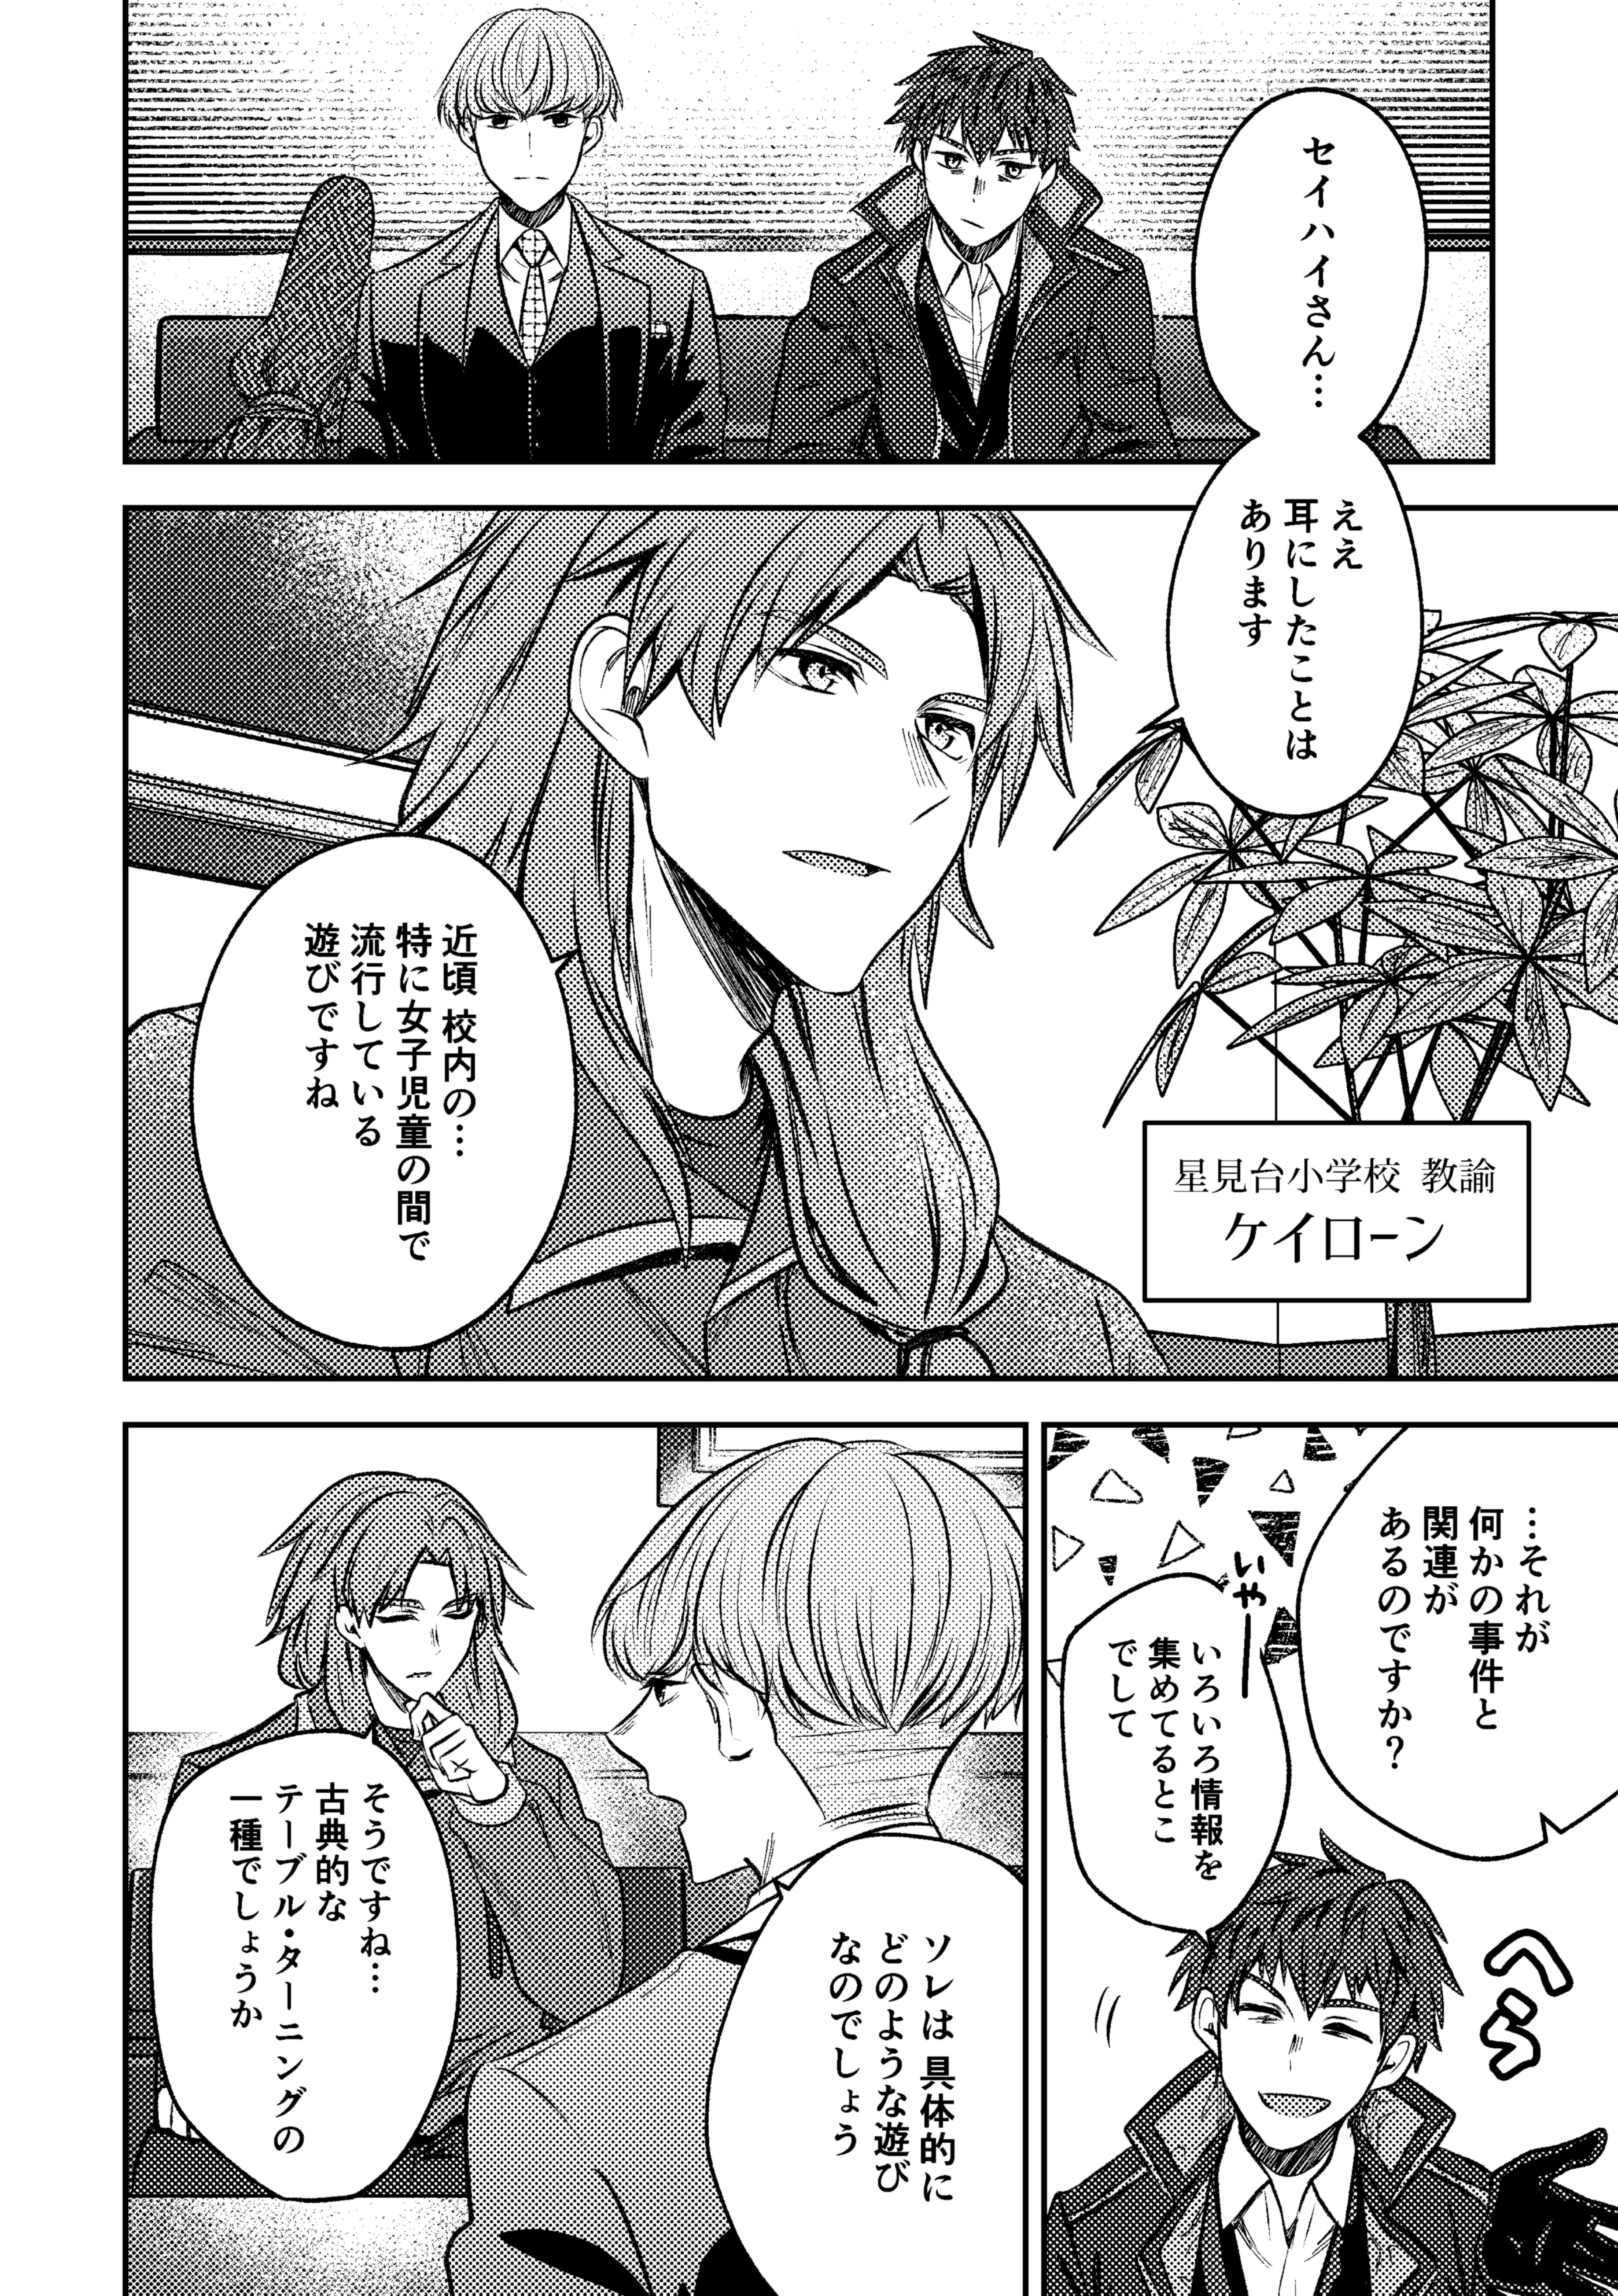 セイハイさん…
ええ
耳にしたことは
あります
星見台小学校 教諭
ケイローン
近頃 校内の…
特に女子児童の間で
流行している
遊びですね
…それが
何かの事件と
関連が
あるのですか?
いやー
いろいろ情報を
集めてるとこ
でして
へら
ソレは 具体的に
どのような遊び
なのでしょう
そうですね…
古典的な
テーブル・ターニングの
一種でしょうか